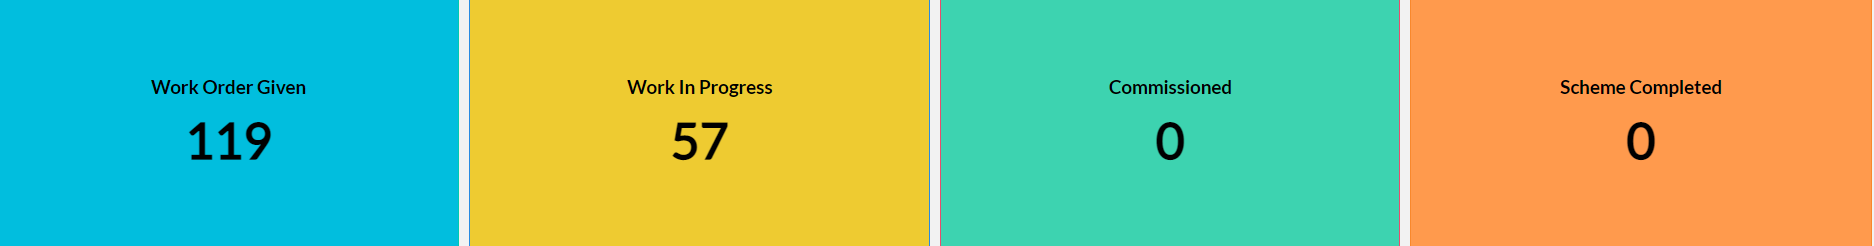 Work Order Given
119
Work In Progress
57
Commissioned
0
Scheme Completed
0